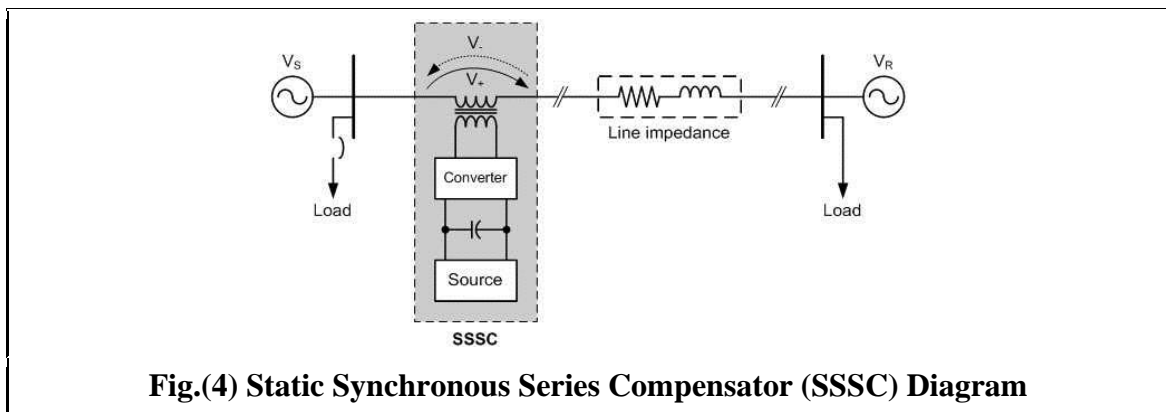 V-
VS
V+
VR
Line impedance
Converter
Load
Load
Source
SSSC
Fig.(4) Static Synchronous Series Compensator (SSSC) Diagram